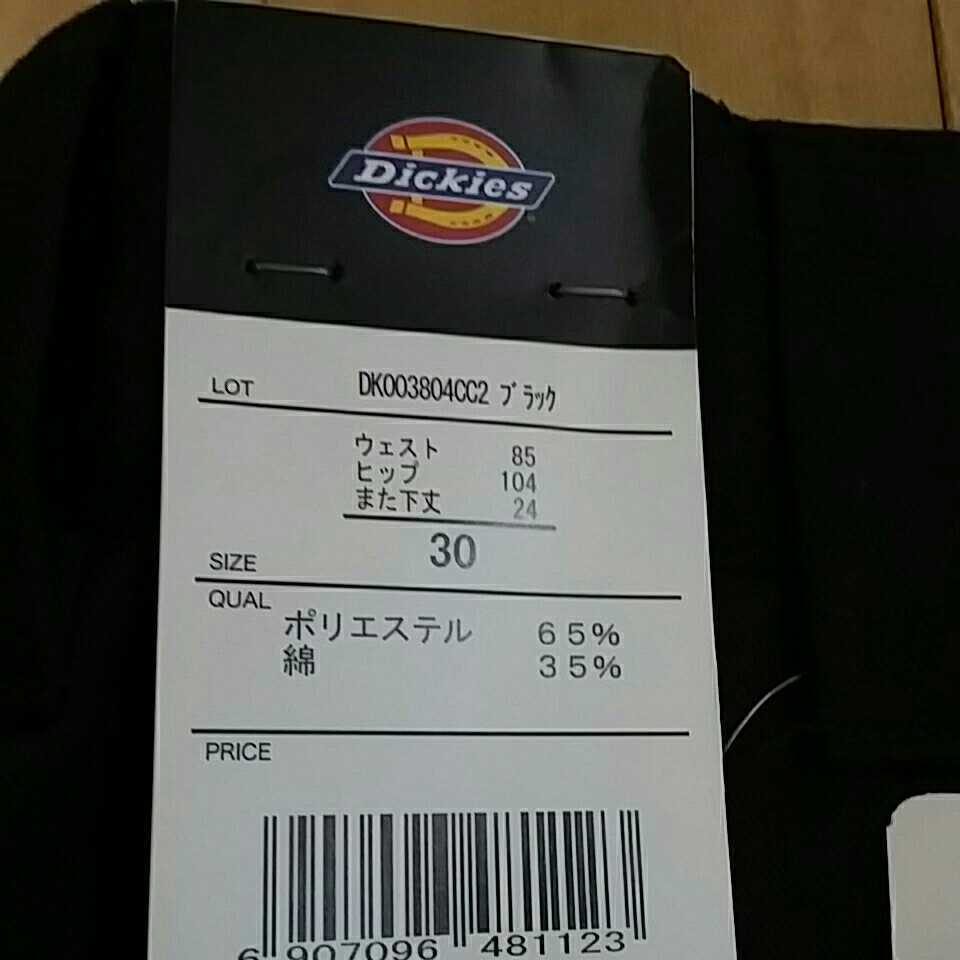 Dickies
LOT DK003804CC2 ブラック
ウェスト 85
ヒップ 104
また下丈 24
SIZE 30
QUAL
ポリエステル 65%
綿 35%
PRICE
6 907096 481123